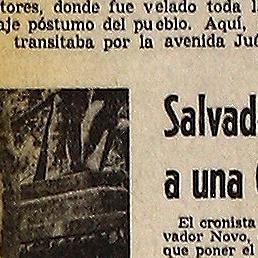 tores, donde fue velado toda l
aje póstumo del pueblo. Aquí,
transitaba por la avenida Juá
Salvad
a una
El cronista
vador Novo,
que poner el